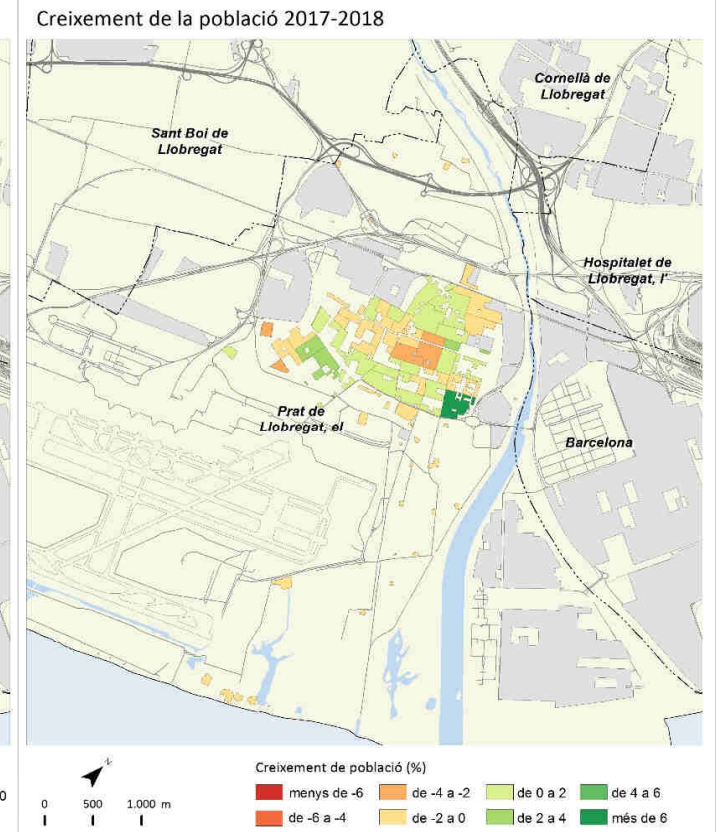 Creixement de la població 2017-2018
Cornellà de
Llobregat
Sant Boi de
Llobregat
Hospitalet de
Llobregat, l'
Prat de
Llobregat, el
Barcelona
N
Creixement de població (%)
menys de -6
de -4 a -2
de 0 a 2
de 4 a 6
de -6 a -4
de -2 a 0
de 2 a 4
més de 6
0
0 500 1.000 m